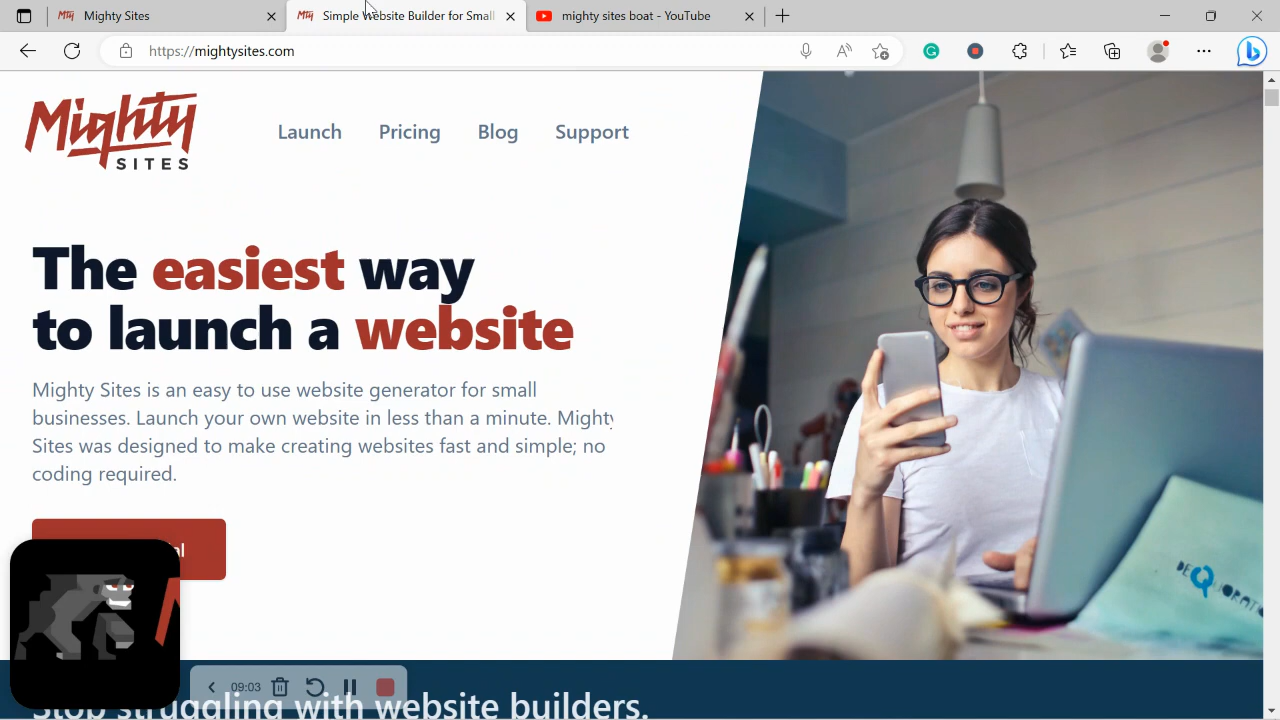 Mighty Sites
Simple Website Builder for Small
mighty sites boat - YouTube
https://mightysites.com
Mighty
SITES
Launch
Pricing
Blog
Support
The easiest way
to launch a website
Mighty Sites is an easy to use website generator for small
businesses. Launch your own website in less than a minute. Mighty
Sites was designed to make creating websites fast and simple; no
coding required.
09:03
Stop struggling with website builders.